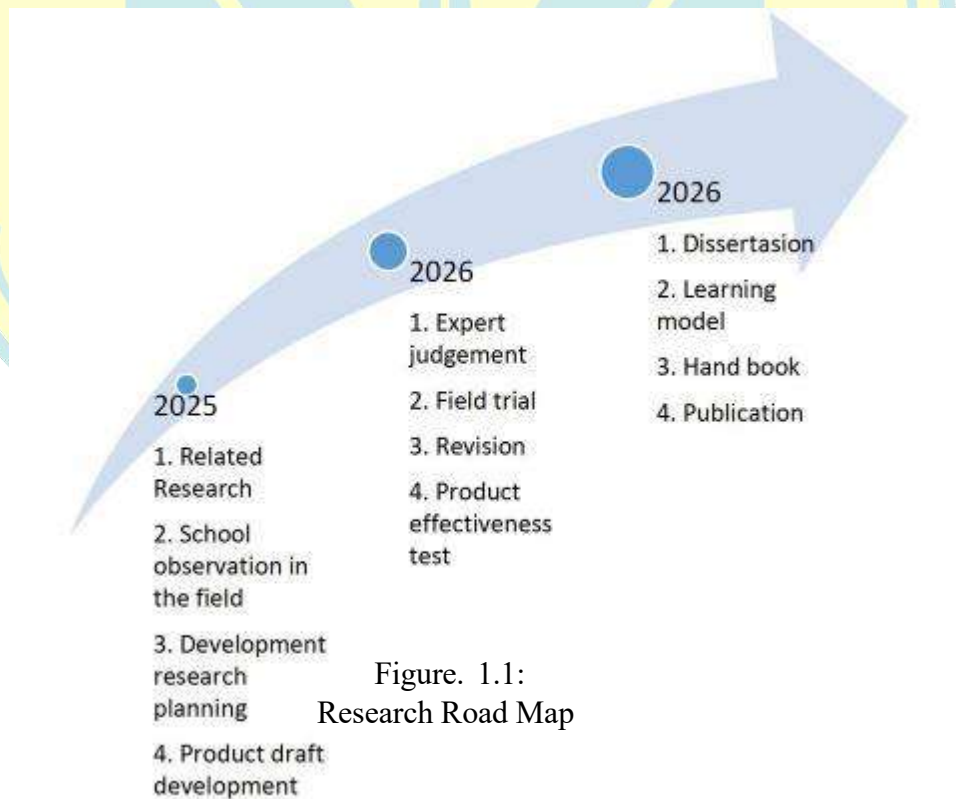 2025
1. Related
Research
2. School
observation in
the field
3. Development
research
planning
4. Product draft
development
2026
1. Expert
judgement
2. Field trial
3. Revision
4. Product
effectiveness
test
2026
1. Dissertasion
2. Learning
model
3. Hand book
4. Publication
Figure. 1.1:
Research Road Map